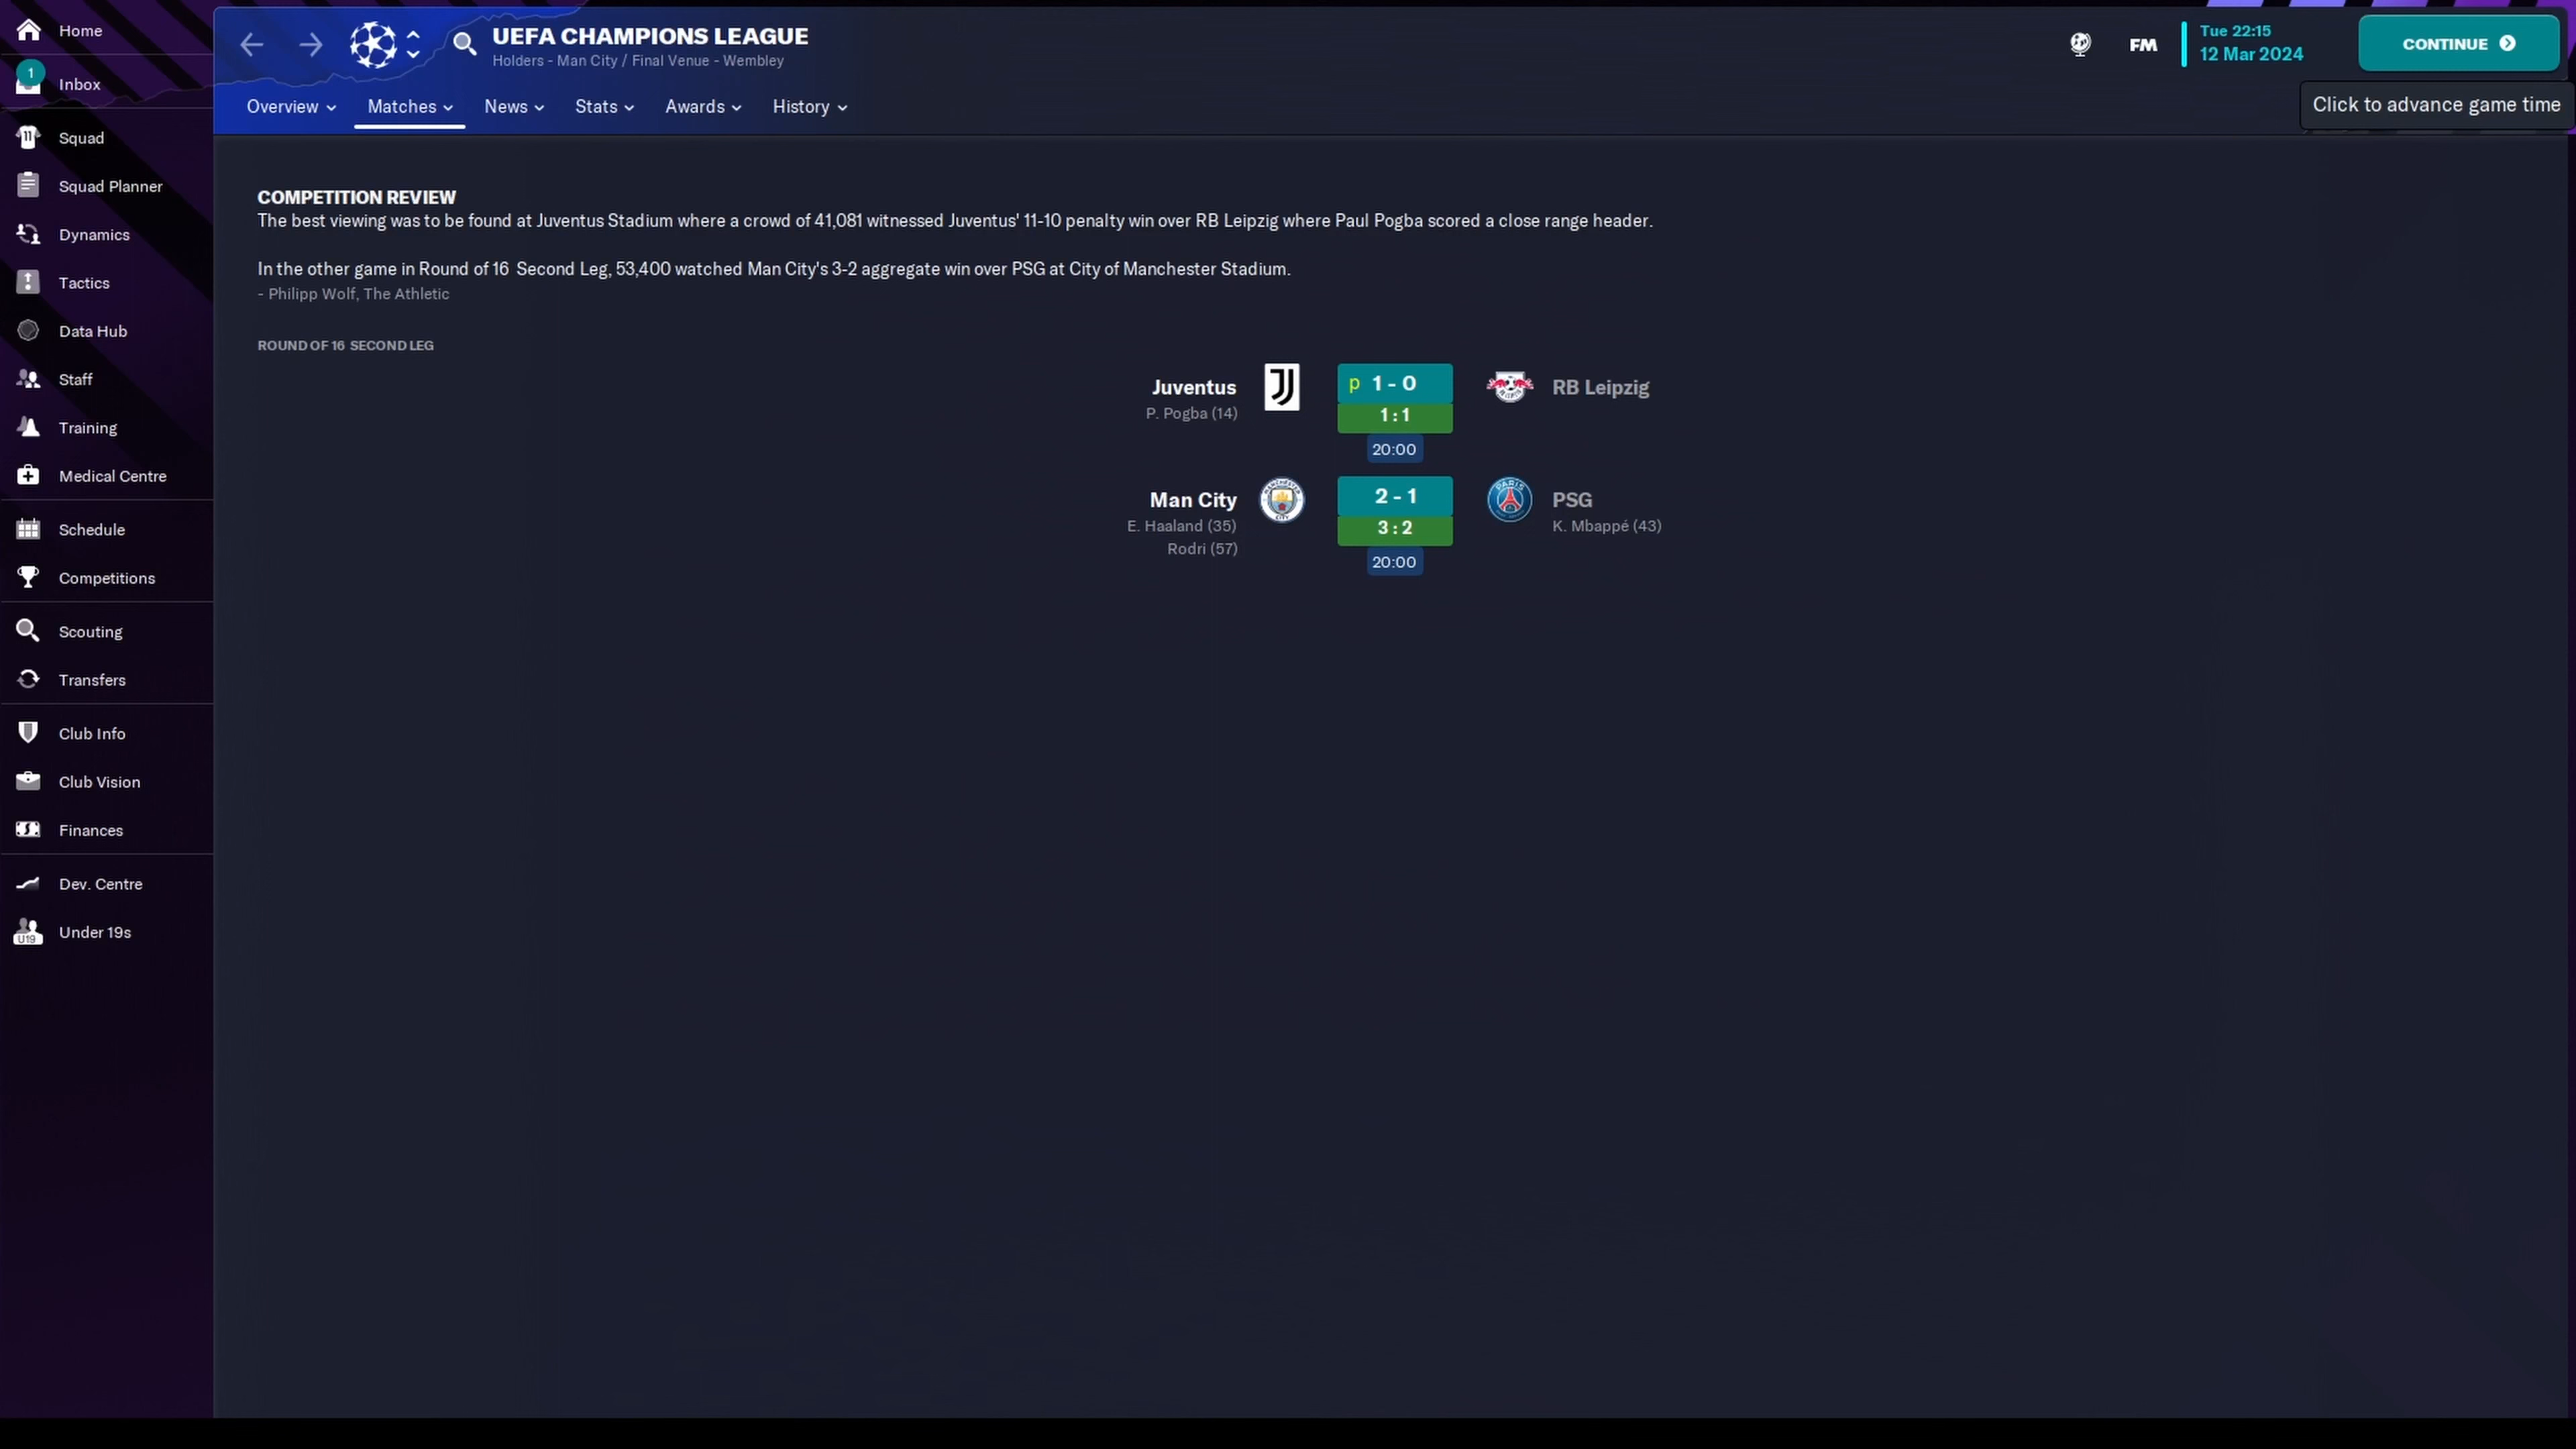 Home
1
Inbox
Squad
Squad Planner
Dynamics
Tactics
Data Hub
Staff
Training
Medical Centre
Schedule
Competitions
Scouting
Transfers
Club Info
Club Vision
Finances
Dev. Centre
U19
Under 19s
UEFA CHAMPIONS LEAGUE
Holders - Man City / Final Venue - Wembley
FM
Tue 22:15
12 Mar 2024
CONTINUE
Click to advance game time
Overview Matches News Stats Awards History
COMPETITION REVIEW
The best viewing was to be found at Juventus Stadium where a crowd of 41,081 witnessed Juventus' 11-10 penalty win over RB Leipzig where Paul Pogba scored a close range header.
In the other game in Round of 16 Second Leg, 53,400 watched Man City's 3-2 aggregate win over PSG at City of Manchester Stadium.
- Philipp Wolf, The Athletic
ROUND OF 16 SECOND LEG
Juventus p 1 - 0 RB Leipzig
P. Pogba (14) 1 : 1
20:00
Man City 2 - 1 PSG
E. Haaland (35) 3 : 2 K. Mbappé (43)
Rodri (57)
20:00